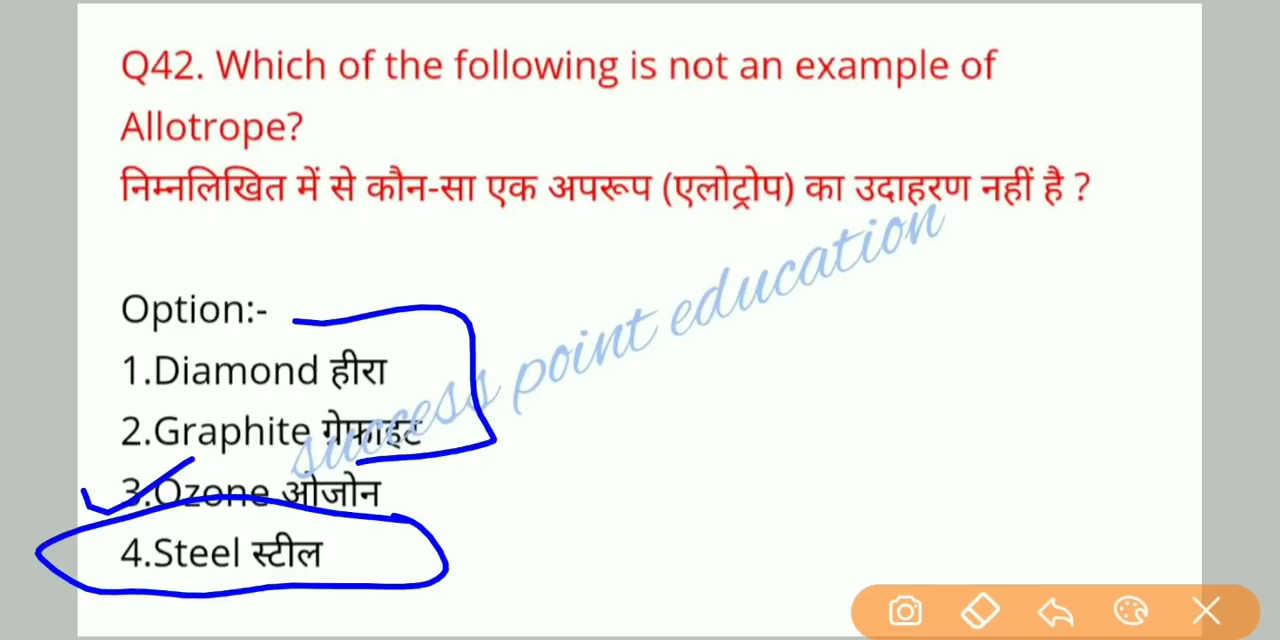 Q42. Which of the following is not an example of
Allotrope?
निम्नलिखित में से कौन-सा एक अपरूप (एलोट्रोप) का उदाहरण नहीं है ?
Option:-
1.Diamond हीरा
2.Graphite ग्रेफाइट
3.Ozone ओजोन
4.Steel स्टील
success point education